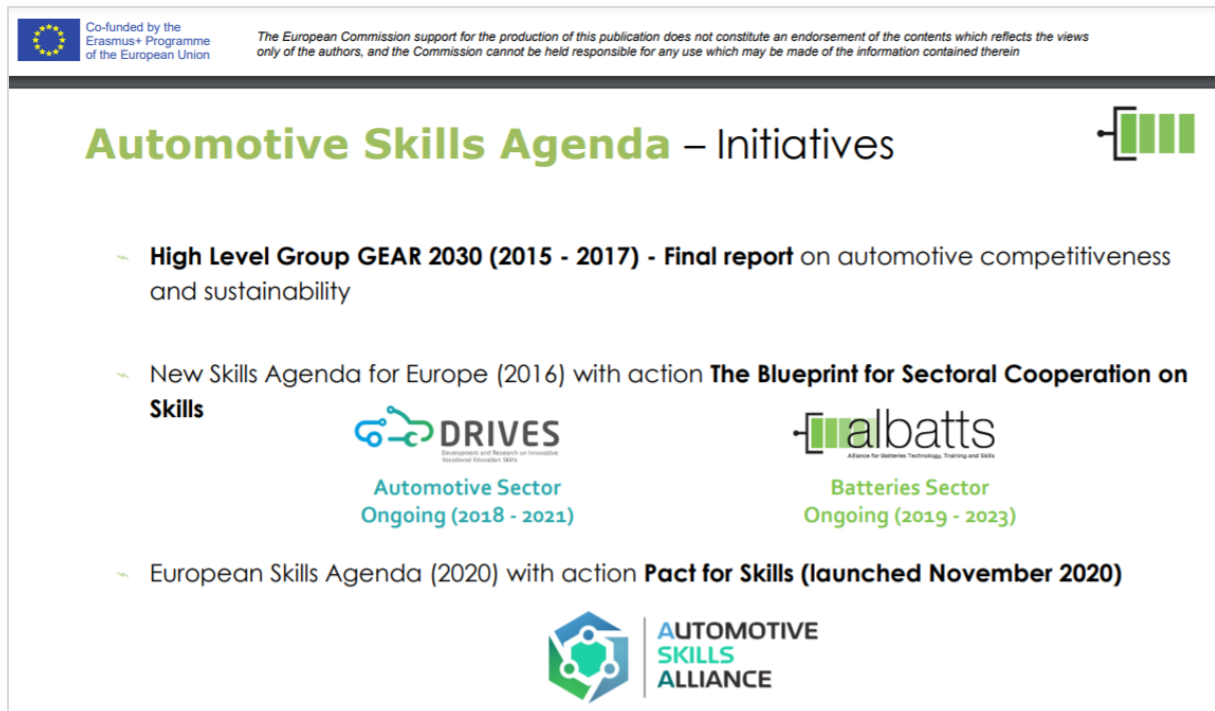 Co-funded by the
Erasmus+ Programme
of the European Union
The European Commission support for the production of this publication does not constitute an endorsement of the contents which reflects the views
only of the authors, and the Commission cannot be held responsible for any use which may be made of the information contained therein
Automotive Skills Agenda – Initiatives
High Level Group GEAR 2030 (2015 - 2017) - Final report on automotive competitiveness
and sustainability
New Skills Agenda for Europe (2016) with action The Blueprint for Sectoral Cooperation on
Skills
DRIVES
Development and Research on Innovative
Vocational Education Skills
Automotive Sector
Ongoing (2018 - 2021)
albatts
Alliance for Batteries Technology, Training and Skills
Batteries Sector
Ongoing (2019 - 2023)
European Skills Agenda (2020) with action Pact for Skills (launched November 2020)
AUTOMOTIVE
SKILLS
ALLIANCE